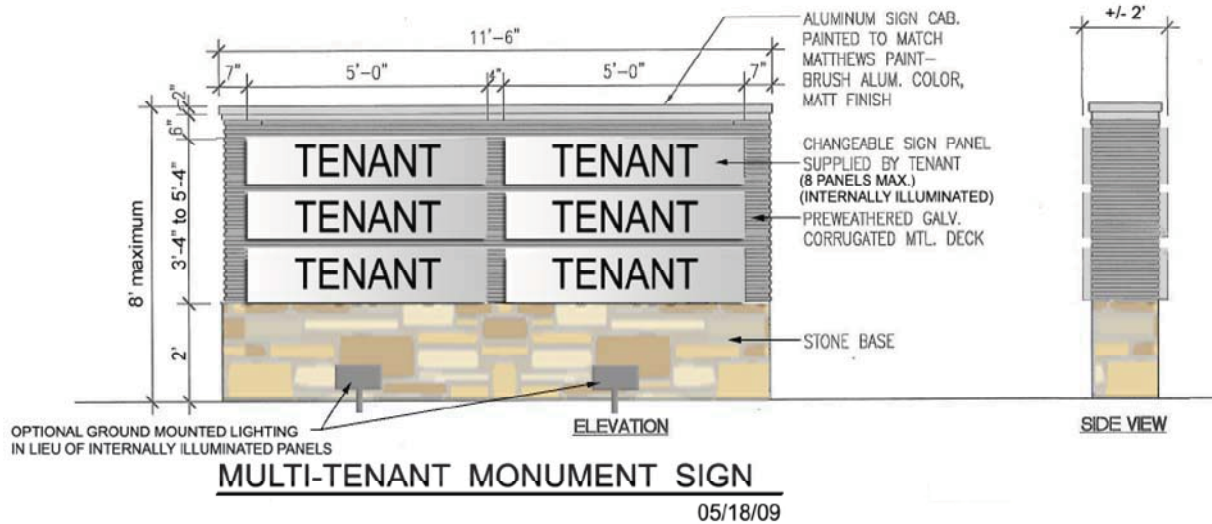 ALUMINUM SIGN CAB.
PAINTED TO MATCH
MATTHEWS PAINT-
BRUSH ALUM. COLOR,
MATT FINISH
+/- 2'
11'-6"
7"
5'-0"
4"
5'-0"
7"
2"
6"
3'-4" to 5'-4"
8' maximum
2'
TENANT TENANT
TENANT TENANT
TENANT TENANT
CHANGEABLE SIGN PANEL
SUPPLIED BY TENANT
(8 PANELS MAX.)
(INTERNALLY ILLUMINATED)
PREWEATHERED GALV.
CORRUGATED MTL. DECK
STONE BASE
OPTIONAL GROUND MOUNTED LIGHTING
IN LIEU OF INTERNALLY ILLUMINATED PANELS
ELEVATION
SIDE VIEW
MULTI-TENANT MONUMENT SIGN
05/18/09